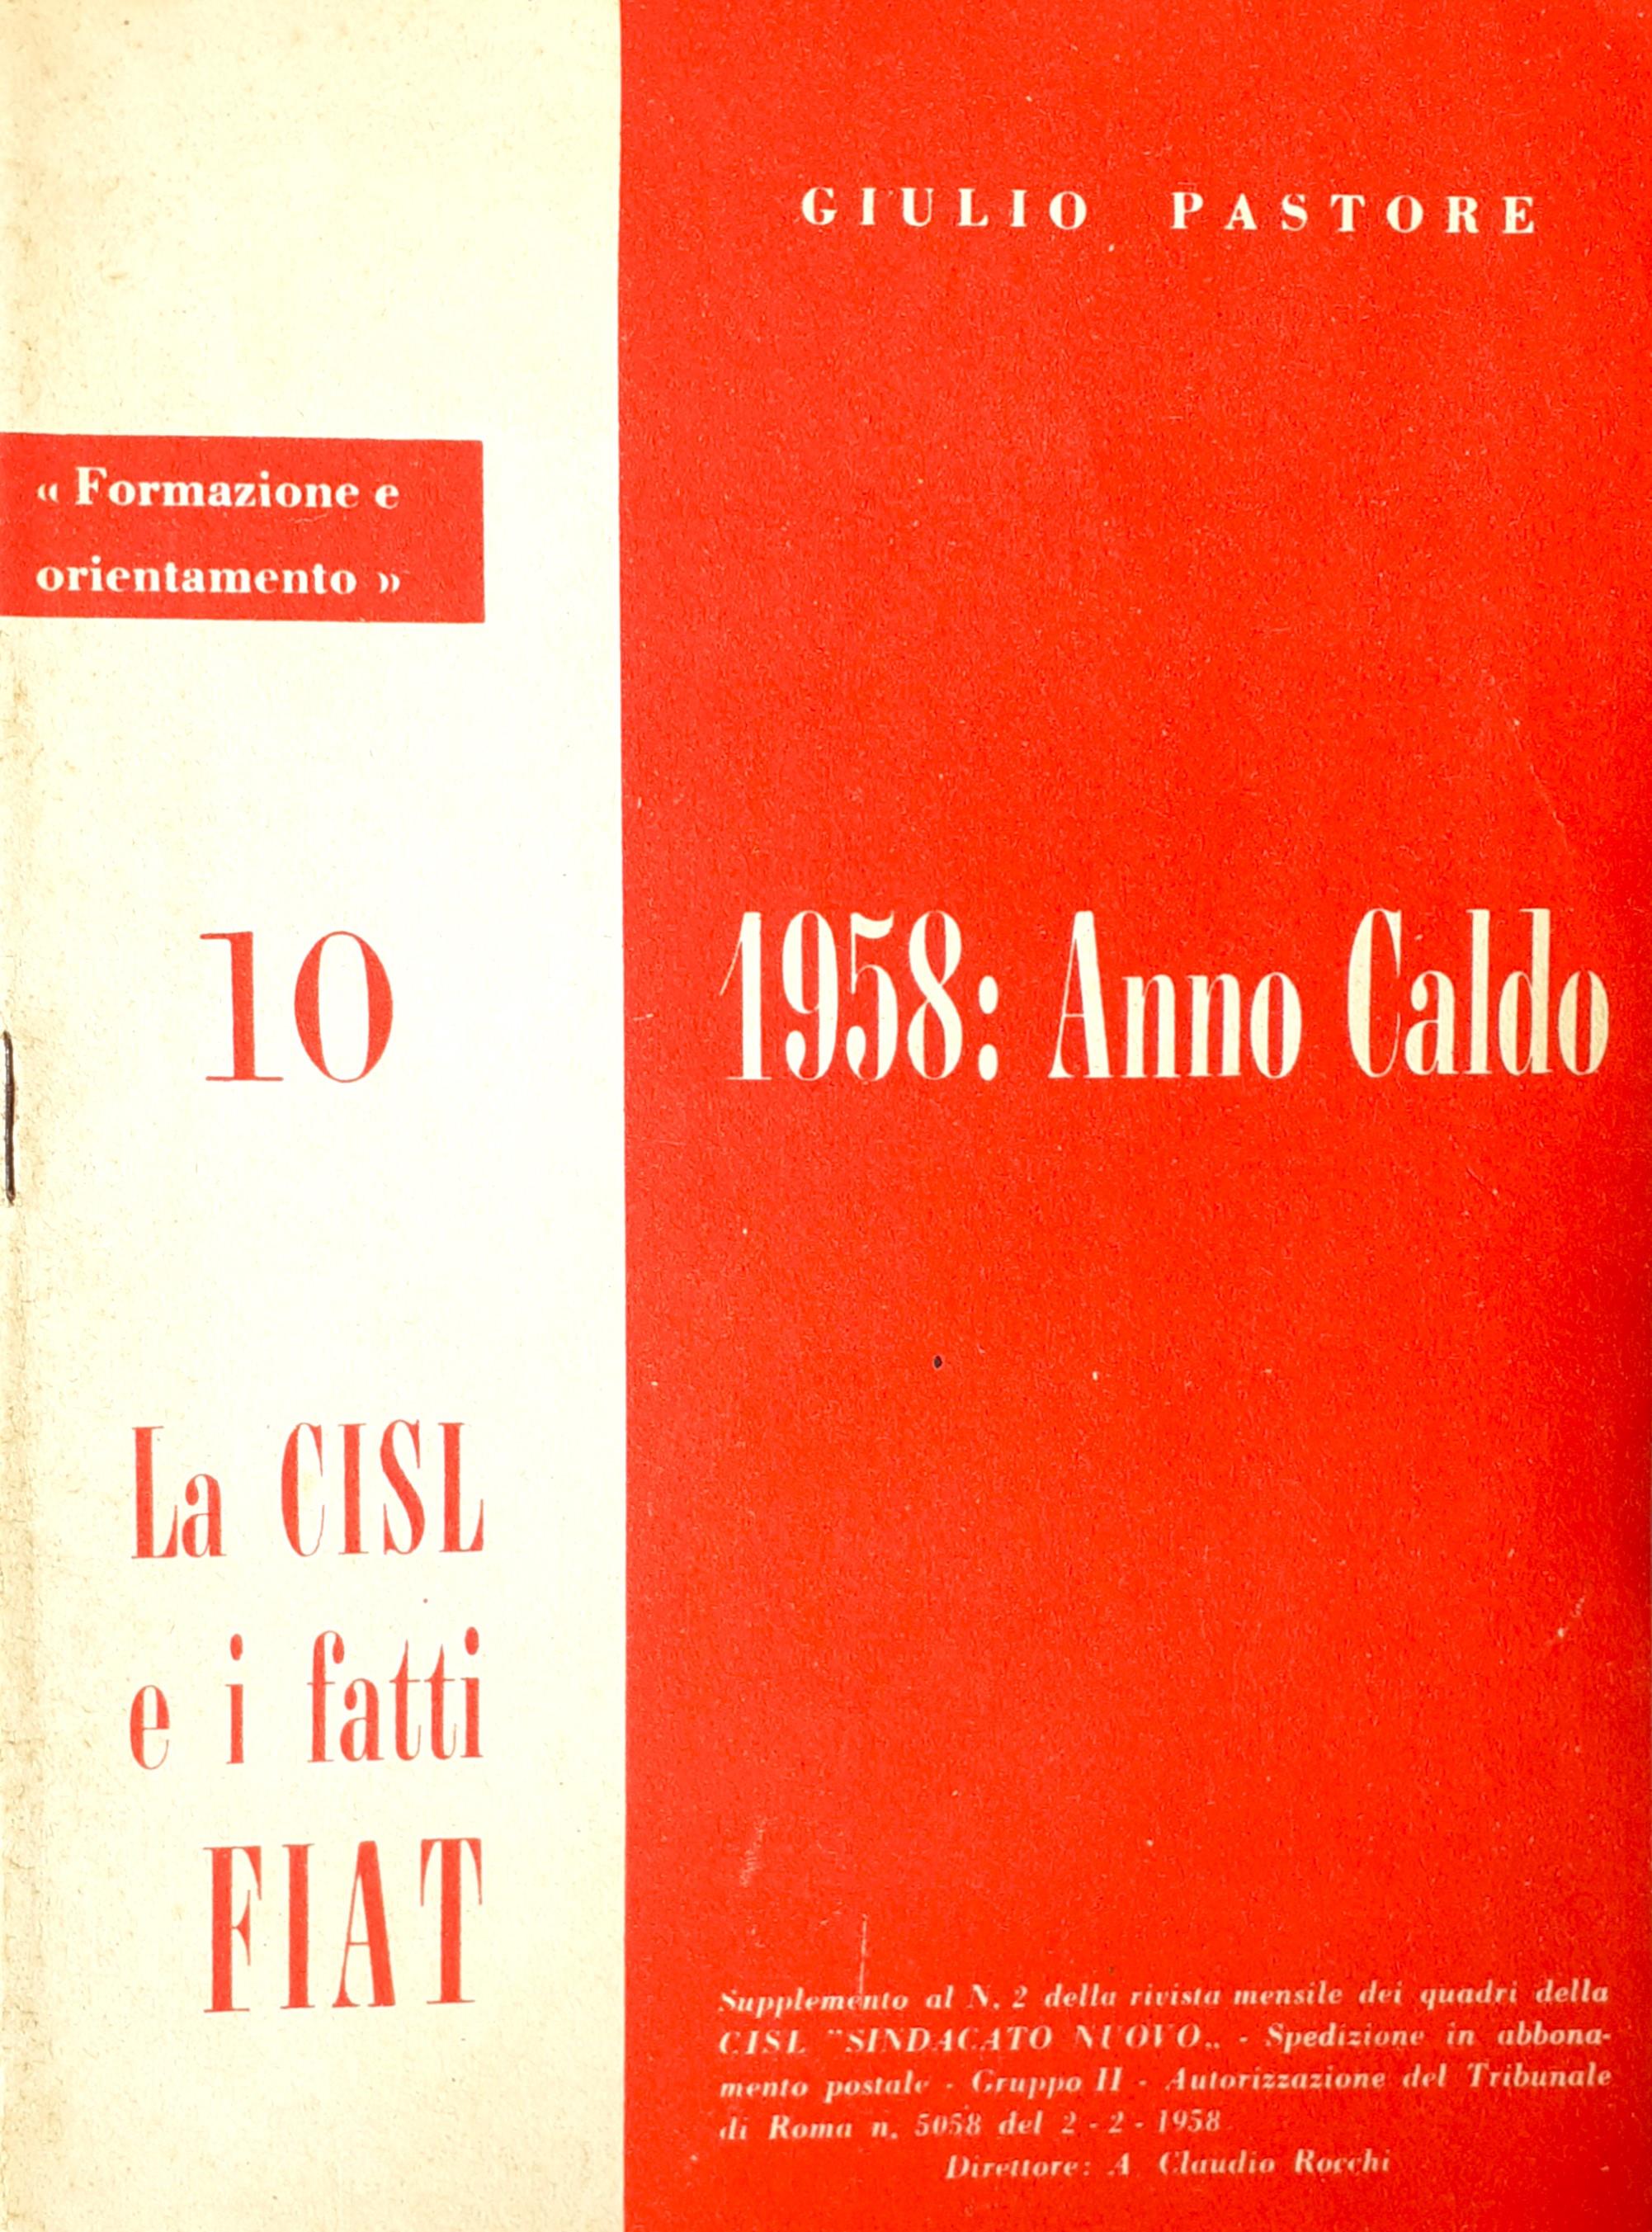 GIULIO PASTORE
« Formazione e
orientamento »
10
1958: Anno Caldo
La CISL
e i fatti
FIAT
Supplemento al N. 2 della rivista mensile dei quadri della
CISL "SINDACATO NUOVO„ - Spedizione in abbona-
mento postale - Gruppo II - Autorizzazione del Tribunale
di Roma n. 5058 del 2 - 2 - 1958
Direttore: A Claudio Rocchi